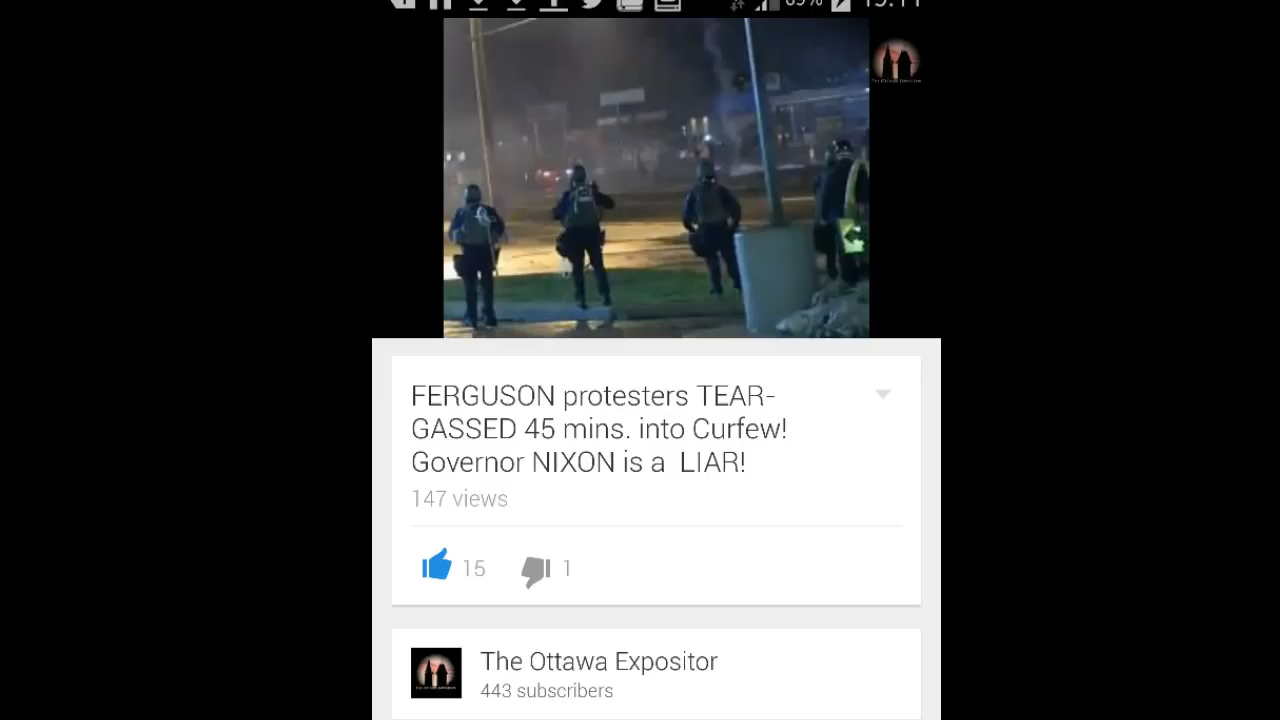 FERGUSON protesters TEAR-
GASSED 45 mins. into Curfew!
Governor NIXON is a LIAR!
147 views
15
1
The Ottawa Expositor
443 subscribers